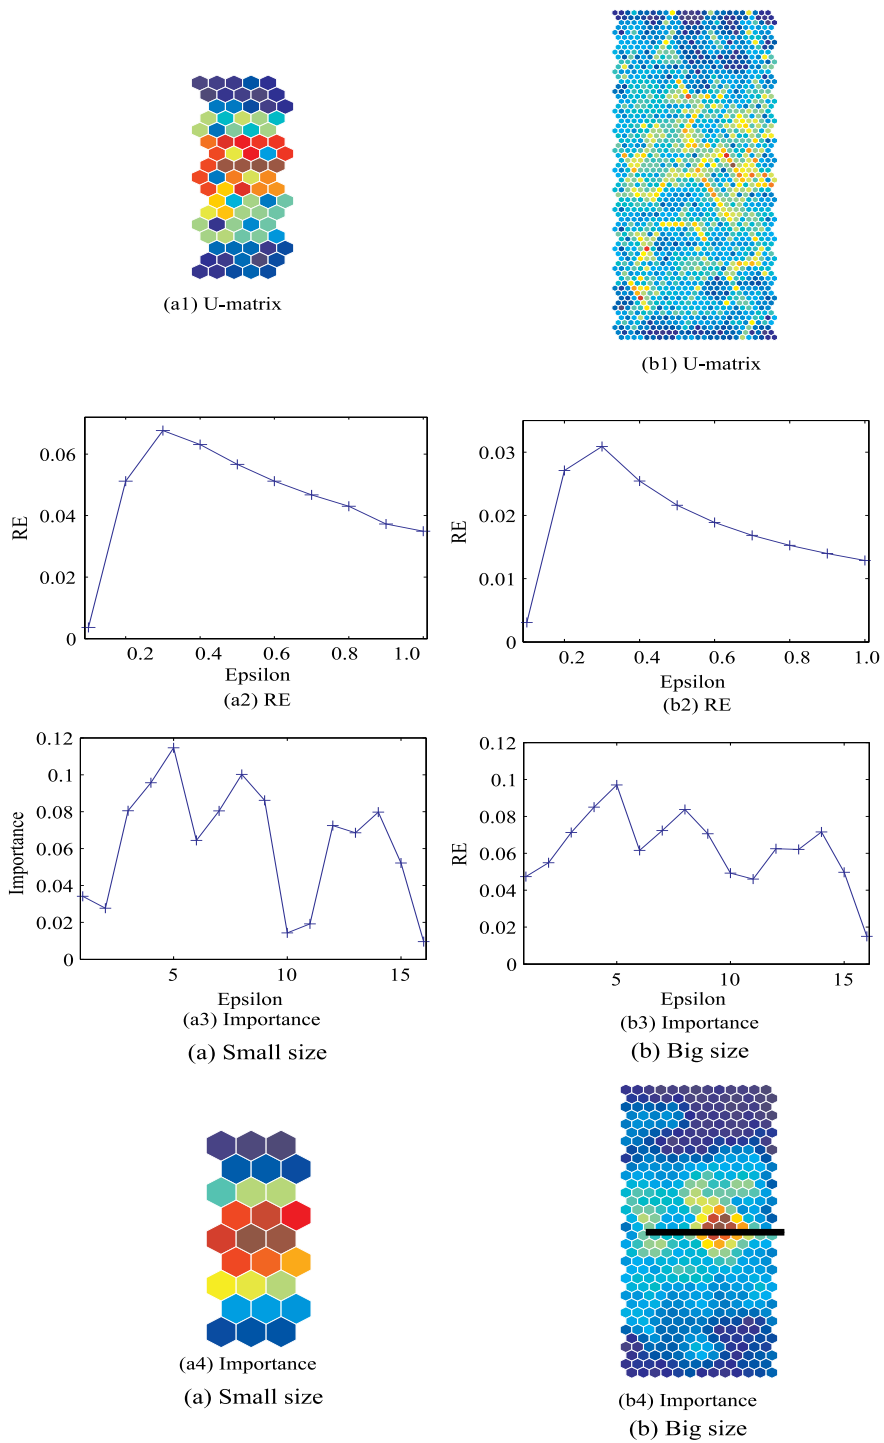 (a1) U-matrix
(b1) U-matrix
0.06
0.04
0.02
0
RE
0.2 0.4 0.6 0.8 1.0
Epsilon
(a2) RE
0.03
0.02
0.01
0
RE
0.2 0.4 0.6 0.8 1.0
Epsilon
(b2) RE
0.12
0.1
0.08
0.06
0.04
0.02
0
Importance
5 10 15
Epsilon
(a3) Importance
(a) Small size
0.12
0.1
0.08
0.06
0.04
0.02
0
RE
5 10 15
Epsilon
(b3) Importance
(b) Big size
(a4) Importance
(a) Small size
(b4) Importance
(b) Big size